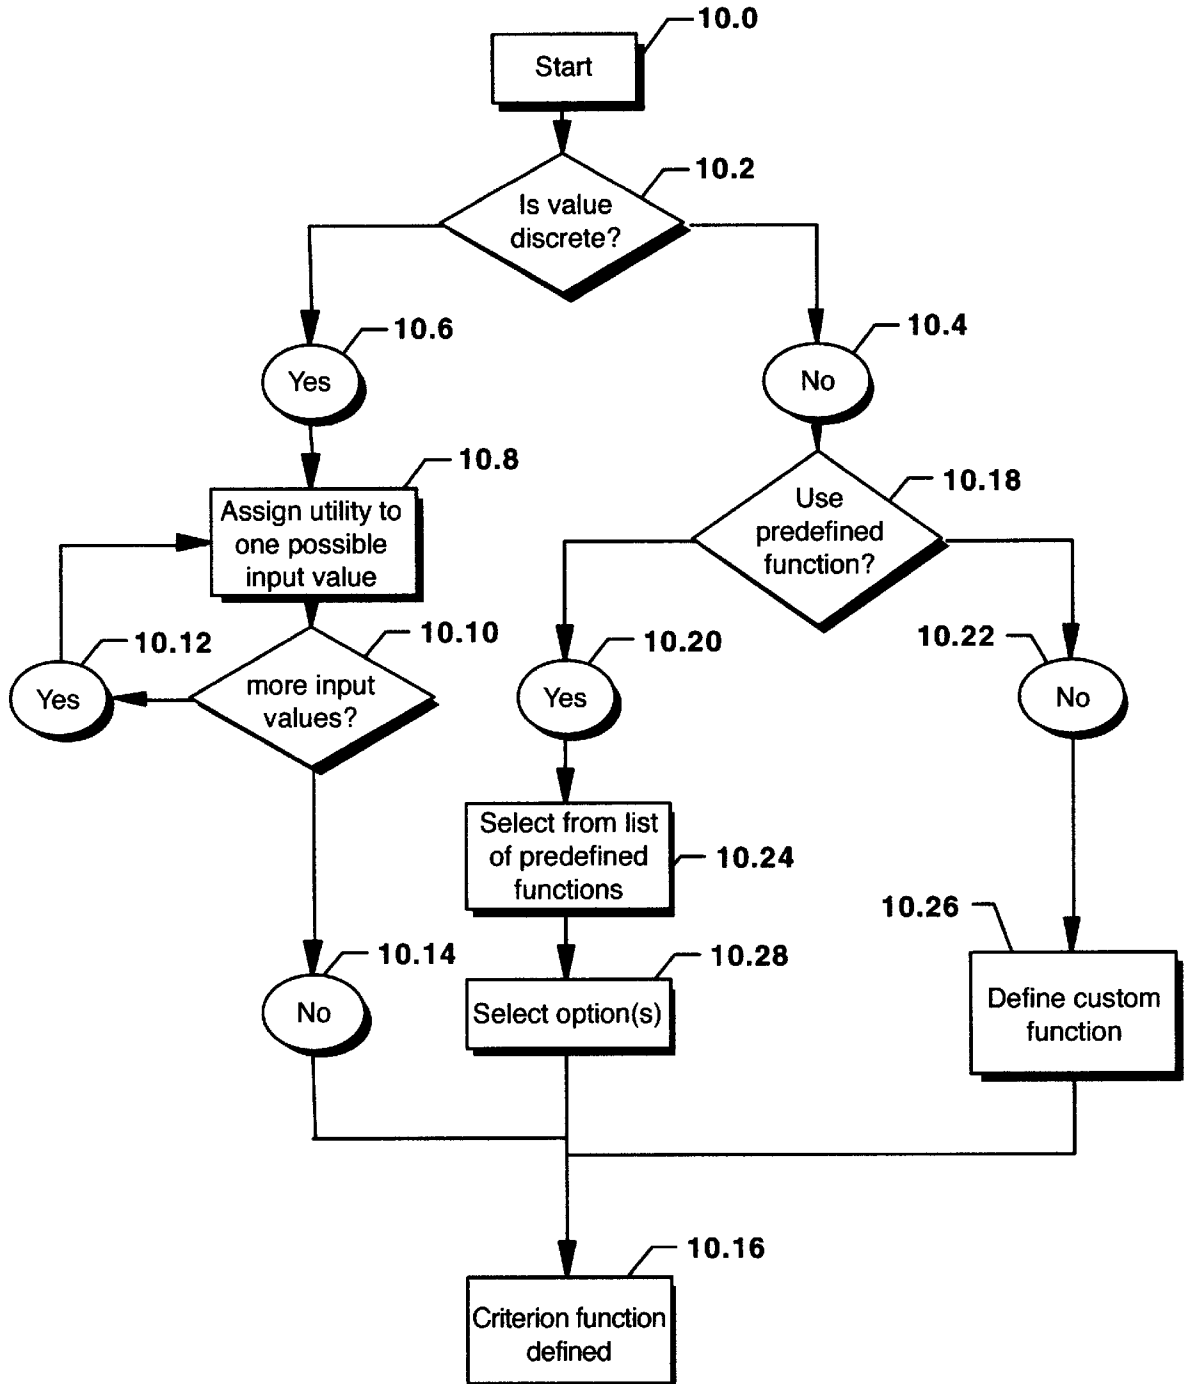 10.0
Start
10.2
Is value
discrete?
10.6
Yes
10.4
No
10.8
Assign utility to
one possible
input value
10.18
Use
predefined
function?
10.12
Yes
10.10
more input
values?
10.20
Yes
10.22
No
Select from list
of predefined
functions
10.24
10.14
No
10.28
Select option(s)
10.26
Define custom
function
10.16
Criterion function
defined